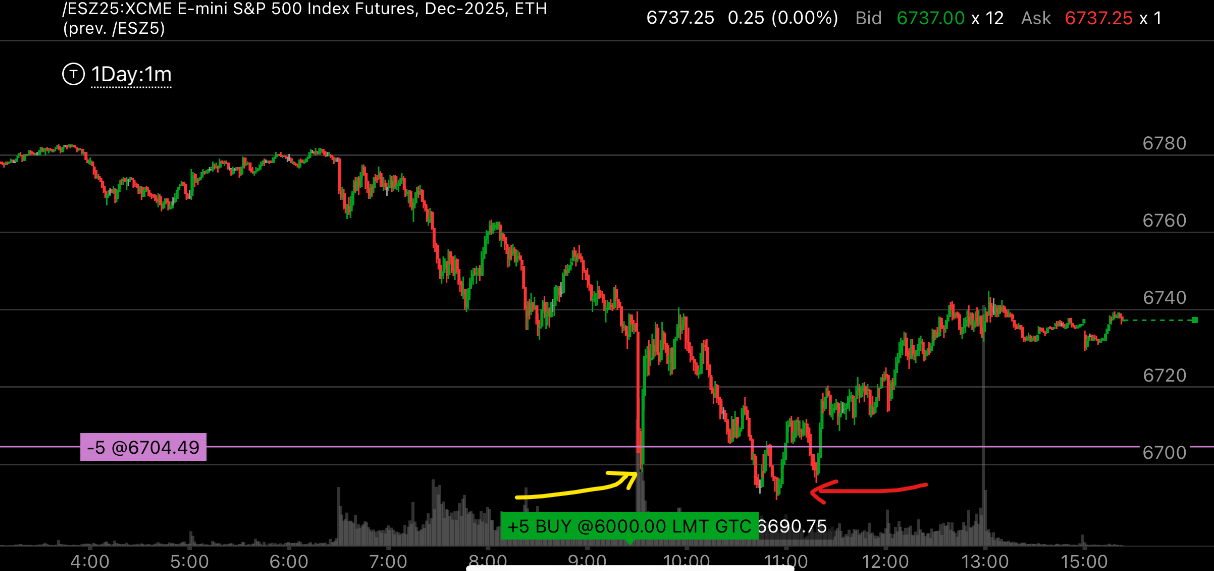 /ESZ25:XCME E-mini S&P 500 Index Futures, Dec-2025, ETH
(prev. /ESZ5)
6737.25 0.25 (0.00%) Bid 6737.00 x 12 Ask 6737.25 x 1
T 1Day:1m
6780
6760
6740
6720
6700
-5 @6704.49
+5 BUY @6000.00 LMT GTC 6690.75
4:00 5:00 6:00 7:00 8:00 9:00 10:00 11:00 12:00 13:00 15:00